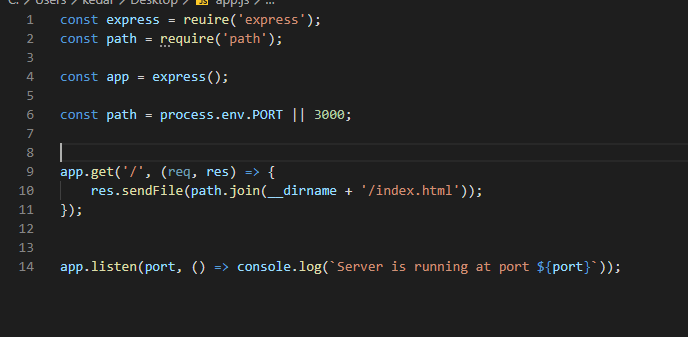 C: > Users > kedar > Desktop > JS app.js > ...
1 const express = reuire('express');
2 const path = require('path');
3
4 const app = express();
5
6 const path = process.env.PORT || 3000;
7
8
9 app.get('/', (req, res) => {
10     res.sendFile(path.join(__dirname + '/index.html'));
11 });
12
13
14 app.listen(port, () => console.log(`Server is running at port ${port}`));